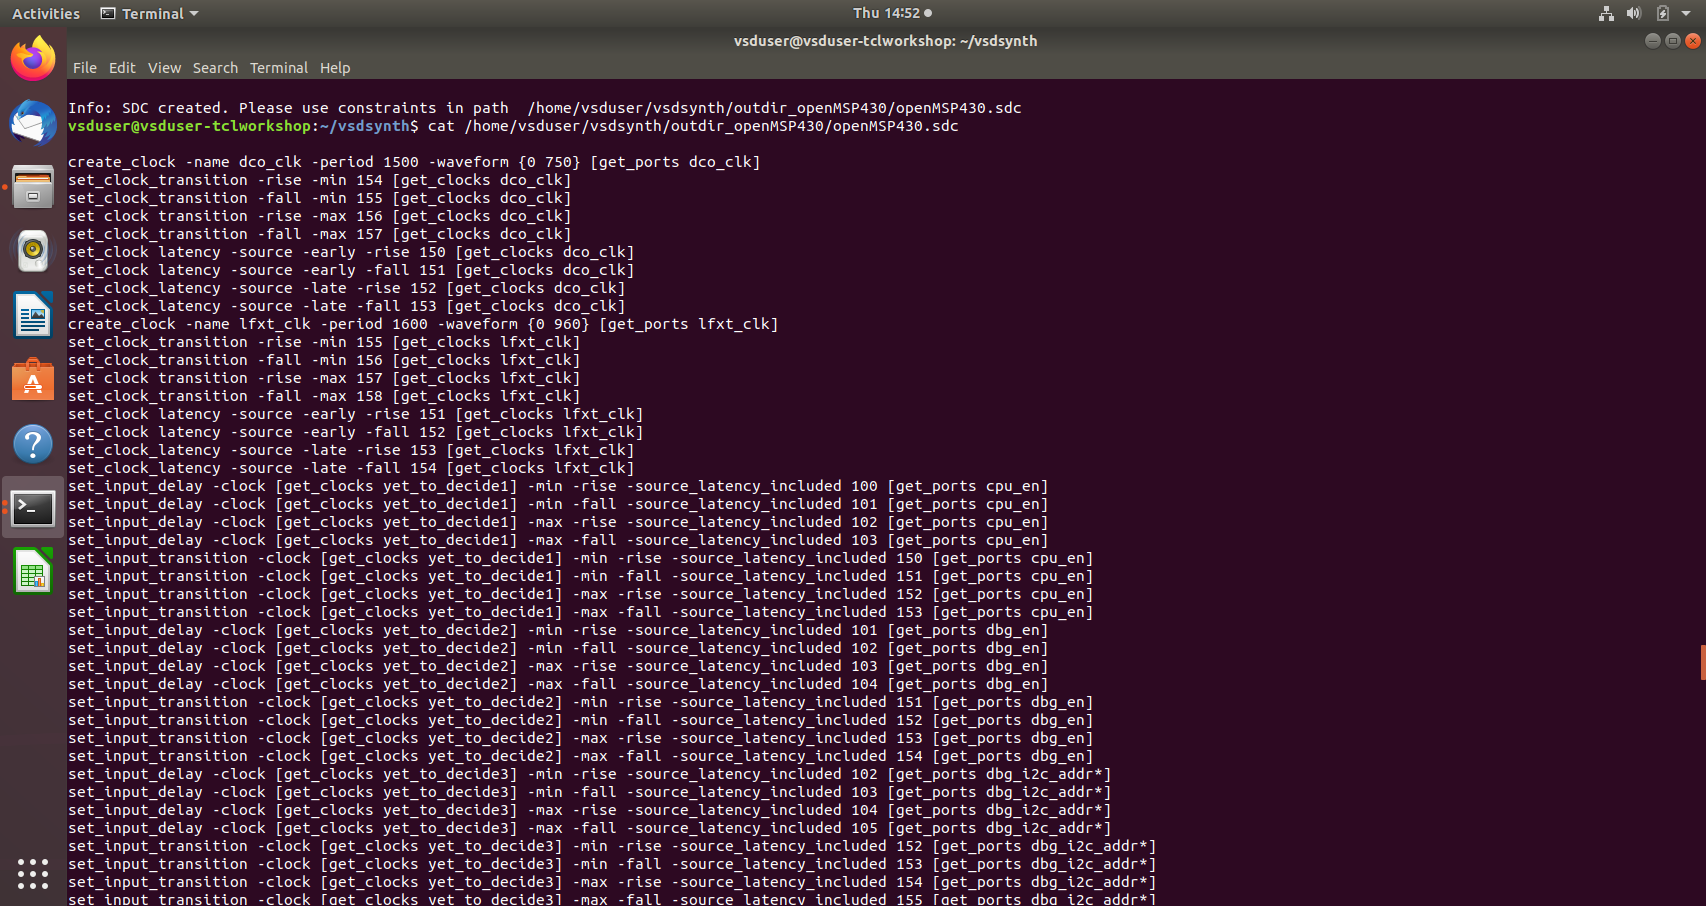 Activities
Terminal
Thu 14:52
vsduser@vsduser-tclworkshop: ~/vsdsynth
File Edit View Search Terminal Help
Info: SDC created. Please use constraints in path  /home/vsduser/vsdsynth/outdir_openMSP430/openMSP430.sdc
vsduser@vsduser-tclworkshop:~/vsdsynth$ cat /home/vsduser/vsdsynth/outdir_openMSP430/openMSP430.sdc
create_clock -name dco_clk -period 1500 -waveform {0 750} [get_ports dco_clk]
set_clock_transition -rise -min 154 [get_clocks dco_clk]
set_clock_transition -fall -min 155 [get_clocks dco_clk]
set clock transition -rise -max 156 [get_clocks dco_clk]
set_clock_transition -fall -max 157 [get_clocks dco_clk]
set_clock latency -source -early -rise 150 [get_clocks dco_clk]
set_clock latency -source -early -fall 151 [get_clocks dco_clk]
set_clock_latency -source -late -rise 152 [get_clocks dco_clk]
set_clock_latency -source -late -fall 153 [get_clocks dco_clk]
create_clock -name lfxt_clk -period 1600 -waveform {0 960} [get_ports lfxt_clk]
set_clock_transition -rise -min 155 [get_clocks lfxt_clk]
set_clock_transition -fall -min 156 [get_clocks lfxt_clk]
set clock transition -rise -max 157 [get_clocks lfxt_clk]
set_clock_transition -fall -max 158 [get_clocks lfxt_clk]
set_clock latency -source -early -rise 151 [get_clocks lfxt_clk]
set_clock latency -source -early -fall 152 [get_clocks lfxt_clk]
set_clock_latency -source -late -rise 153 [get_clocks lfxt_clk]
set_clock_latency -source -late -fall 154 [get_clocks lfxt_clk]
set_input_delay -clock [get_clocks yet_to_decide1] -min -rise -source_latency_included 100 [get_ports cpu_en]
set_input_delay -clock [get_clocks yet_to_decide1] -min -fall -source_latency_included 101 [get_ports cpu_en]
set_input_delay -clock [get_clocks yet_to_decide1] -max -rise -source_latency_included 102 [get_ports cpu_en]
set_input_delay -clock [get_clocks yet_to_decide1] -max -fall -source_latency_included 103 [get_ports cpu_en]
set_input_transition -clock [get_clocks yet_to_decide1] -min -rise -source_latency_included 150 [get_ports cpu_en]
set_input_transition -clock [get_clocks yet_to_decide1] -min -fall -source_latency_included 151 [get_ports cpu_en]
set_input_transition -clock [get_clocks yet_to_decide1] -max -rise -source_latency_included 152 [get_ports cpu_en]
set_input_transition -clock [get_clocks yet_to_decide1] -max -fall -source_latency_included 153 [get_ports cpu_en]
set_input_delay -clock [get_clocks yet_to_decide2] -min -rise -source_latency_included 101 [get_ports dbg_en]
set_input_delay -clock [get_clocks yet_to_decide2] -min -fall -source_latency_included 102 [get_ports dbg_en]
set_input_delay -clock [get_clocks yet_to_decide2] -max -rise -source_latency_included 103 [get_ports dbg_en]
set_input_delay -clock [get_clocks yet_to_decide2] -max -fall -source_latency_included 104 [get_ports dbg_en]
set_input_transition -clock [get_clocks yet_to_decide2] -min -rise -source_latency_included 151 [get_ports dbg_en]
set_input_transition -clock [get_clocks yet_to_decide2] -min -fall -source_latency_included 152 [get_ports dbg_en]
set_input_transition -clock [get_clocks yet_to_decide2] -max -rise -source_latency_included 153 [get_ports dbg_en]
set_input_transition -clock [get_clocks yet_to_decide2] -max -fall -source_latency_included 154 [get_ports dbg_en]
set_input_delay -clock [get_clocks yet_to_decide3] -min -rise -source_latency_included 102 [get_ports dbg_i2c_addr*]
set_input_delay -clock [get_clocks yet_to_decide3] -min -fall -source_latency_included 103 [get_ports dbg_i2c_addr*]
set_input_delay -clock [get_clocks yet_to_decide3] -max -rise -source_latency_included 104 [get_ports dbg_i2c_addr*]
set_input_delay -clock [get_clocks yet_to_decide3] -max -fall -source_latency_included 105 [get_ports dbg_i2c_addr*]
set_input_transition -clock [get_clocks yet_to_decide3] -min -rise -source_latency_included 152 [get_ports dbg_i2c_addr*]
set_input_transition -clock [get_clocks yet_to_decide3] -min -fall -source_latency_included 153 [get_ports dbg_i2c_addr*]
set_input_transition -clock [get_clocks yet_to_decide3] -max -rise -source_latency_included 154 [get_ports dbg_i2c_addr*]
set input transition -clock [get clocks yet to decide3] -max -fall -source latency included 155 [get ports dbg i2c addr*]